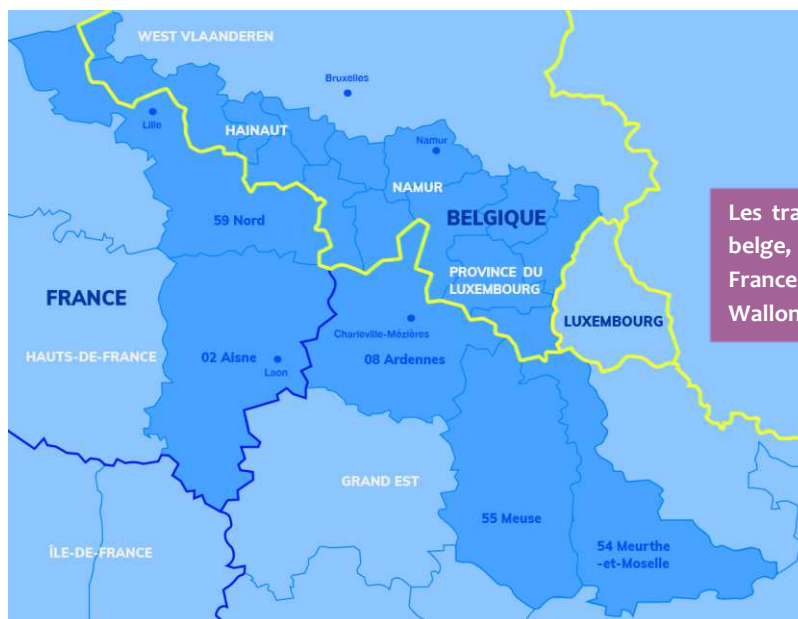 WEST VLAANDEREN
Bruxelles
Lille
HAINAUT
Namur
NAMUR
59 Nord
BELGIQUE
Les tra
belge,
France
Wallon
PROVINCE DU
LUXEMBOURG
FRANCE
LUXEMBOURG
Charleville-Mézières
HAUTS-DE-FRANCE
02 Aisne
Laon
08 Ardennes
GRAND EST
55 Meuse
ÎLE-DE-FRANCE
54 Meurthe
-et-Moselle